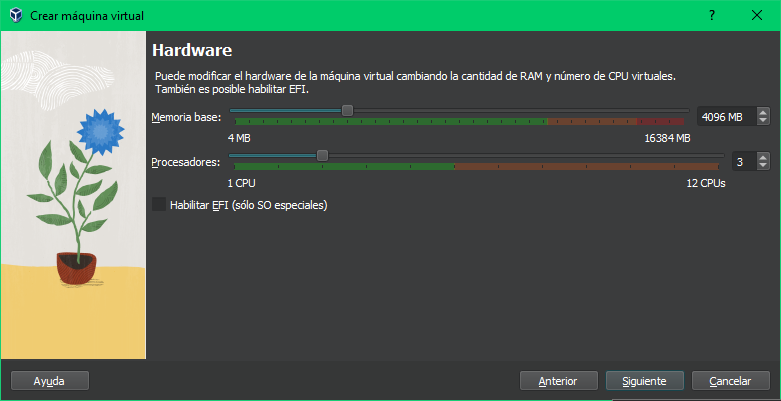 Crear máquina virtual
?
Hardware
Puede modificar el hardware de la máquina virtual cambiando la cantidad de RAM y número de CPU virtuales.
También es posible habilitar EFI.
Memoria base: 4096 MB
4 MB 16384 MB
Procesadores: 3
1 CPU 12 CPUs
Habilitar EFI (sólo SO especiales)
Ayuda Anterior Siguiente Cancelar